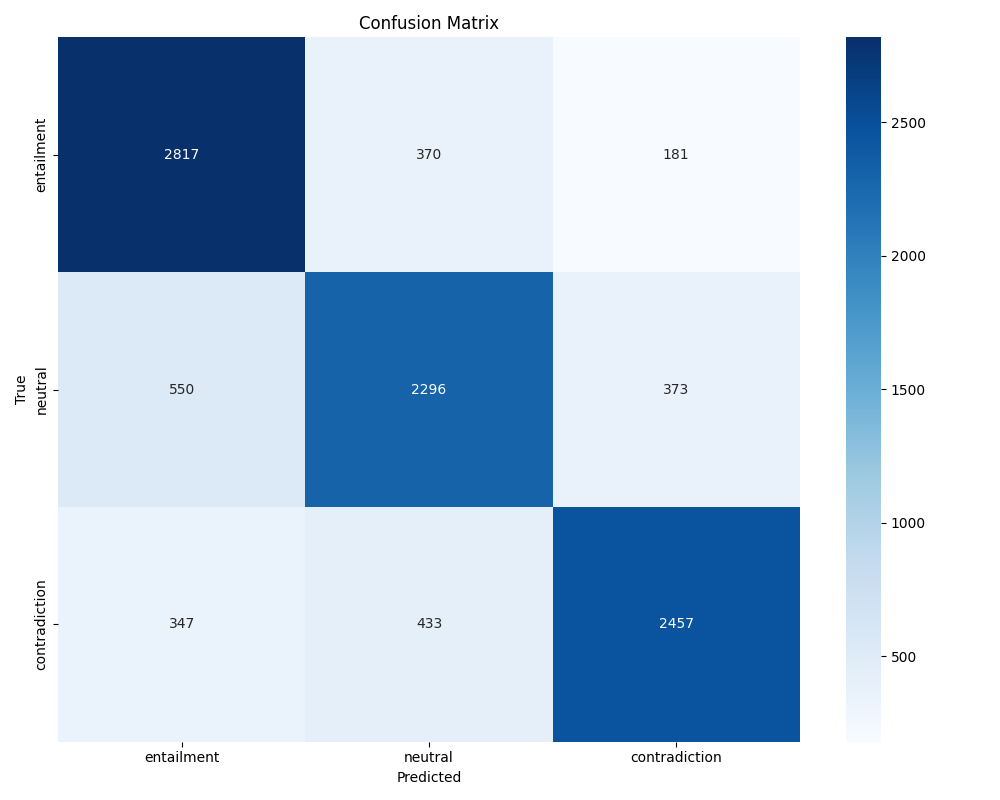 Confusion Matrix
True
entailment
2817 370 181
neutral
550 2296 373
contradiction
347 433 2457
entailment neutral contradiction
Predicted
2500
2000
1500
1000
500